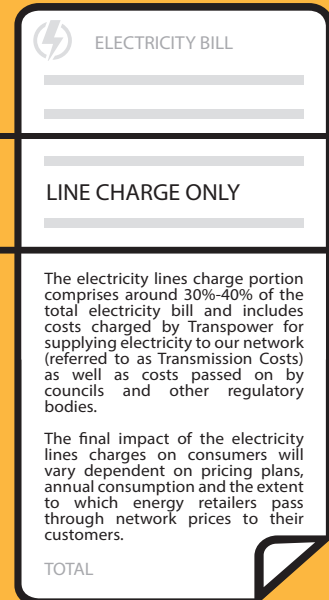 ELECTRICITY BILL
LINE CHARGE ONLY
The electricity lines charge portion
comprises around 30%-40% of the
total electricity bill and includes
costs charged by Transpower for
supplying electricity to our network
(referred to as Transmission Costs)
as well as costs passed on by
councils and other regulatory
bodies.
The final impact of the electricity
lines charges on consumers will
vary dependent on pricing plans,
annual consumption and the extent
to which energy retailers pass
through network prices to their
customers.
TOTAL